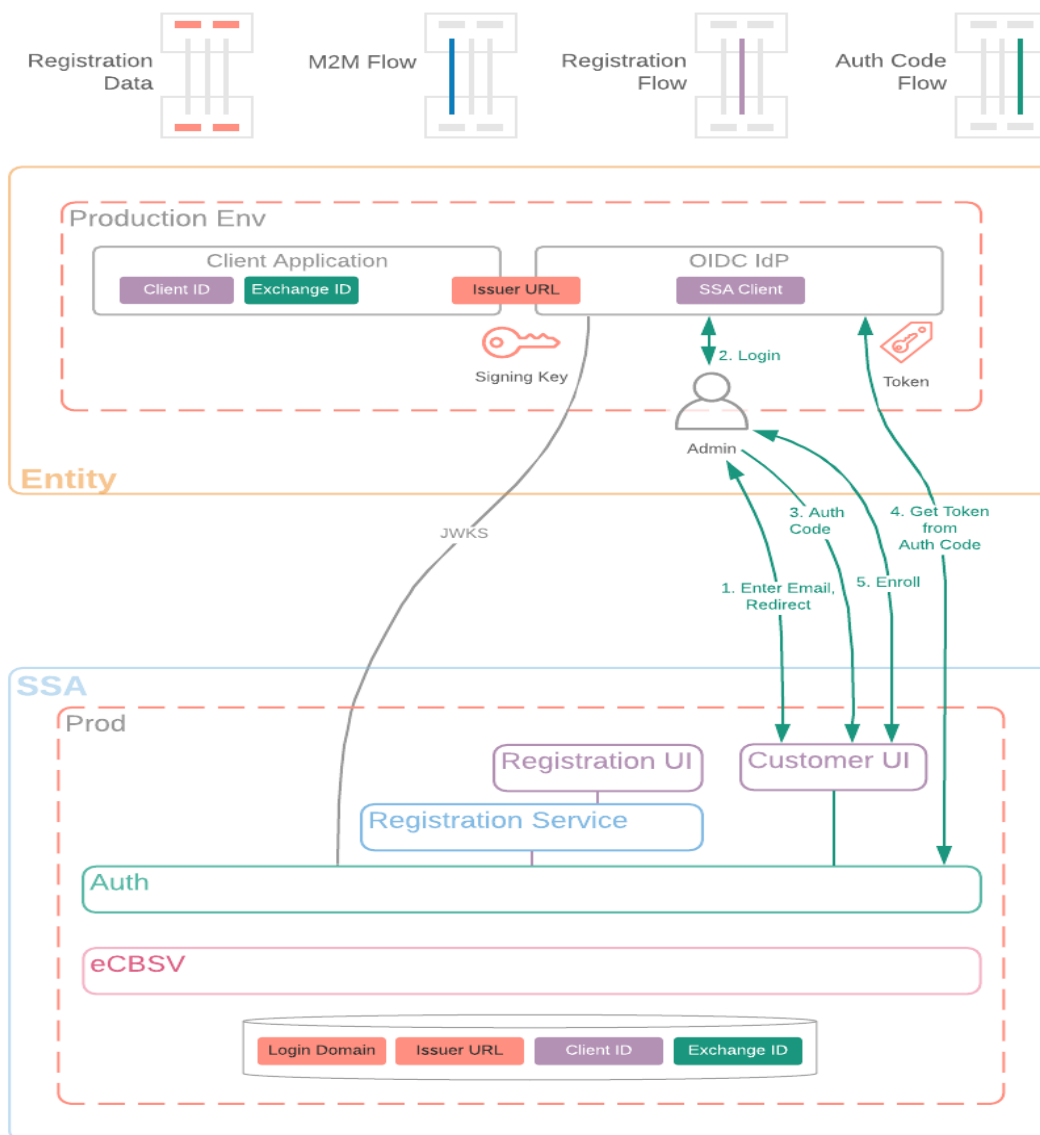 Registration
Data
M2M Flow
Registration
Flow
Auth Code
Flow
Production Env
Client Application
Client ID
Exchange ID
Issuer URL
OIDC IdP
SSA Client
Signing Key
2. Login
Token
Admin
Entity
JWKS
3. Auth
Code
4. Get Token
from
Auth Code
1. Enter Email,
Redirect
5. Enroll
SSA
Prod
Registration UI
Customer UI
Registration Service
Auth
eCBSV
Login Domain
Issuer URL
Client ID
Exchange ID